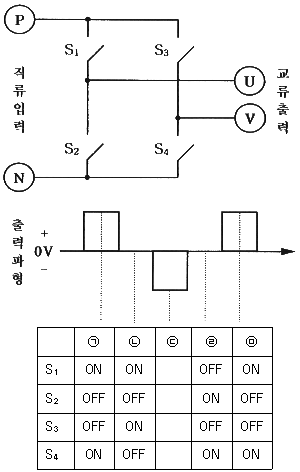 P
S₁
S₃
직류입력
U
교류출력
V
S₂
S₄
N
출력파형
+
0V
−
㉠ ㉡ ㉢ ㉣ ㉤
S₁ ON ON OFF ON
S₂ OFF OFF ON OFF
S₃ OFF ON OFF OFF
S₄ ON OFF ON ON